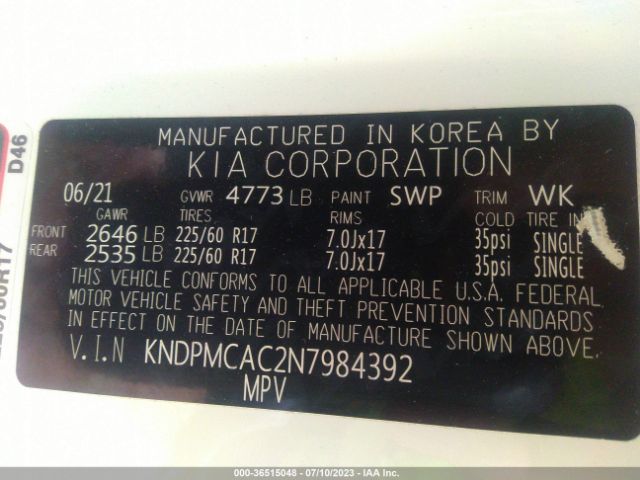 D46
MANUFACTURED IN KOREA BY
KIA CORPORATION
06/21 GVWR 4773 LB PAINT SWP TRIM WK
GAWR TIRES RIMS COLD TIRE IN
FRONT 2646 LB 225/60 R17 7.0Jx17 35psi SINGLE
REAR 2535 LB 225/60 R17 7.0Jx17 35psi SINGLE
THIS VEHICLE CONFORMS TO ALL APPLICABLE U.S.A. FEDERAL
MOTOR VEHICLE SAFETY AND THEFT PREVENTION STANDARDS
IN EFFECT ON THE DATE OF MANUFACTURE SHOWN ABOVE.
V.I.N KNDPMCAC2N7984392
MPV
000-36515048 - 07/10/2023 - IAA Inc.